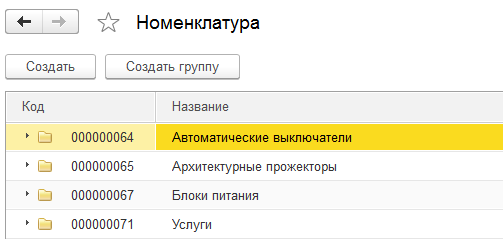 Номенклатура
Создать Создать группу
Код Название
000000064 Автоматические выключатели
000000065 Архитектурные прожекторы
000000067 Блоки питания
000000071 Услуги